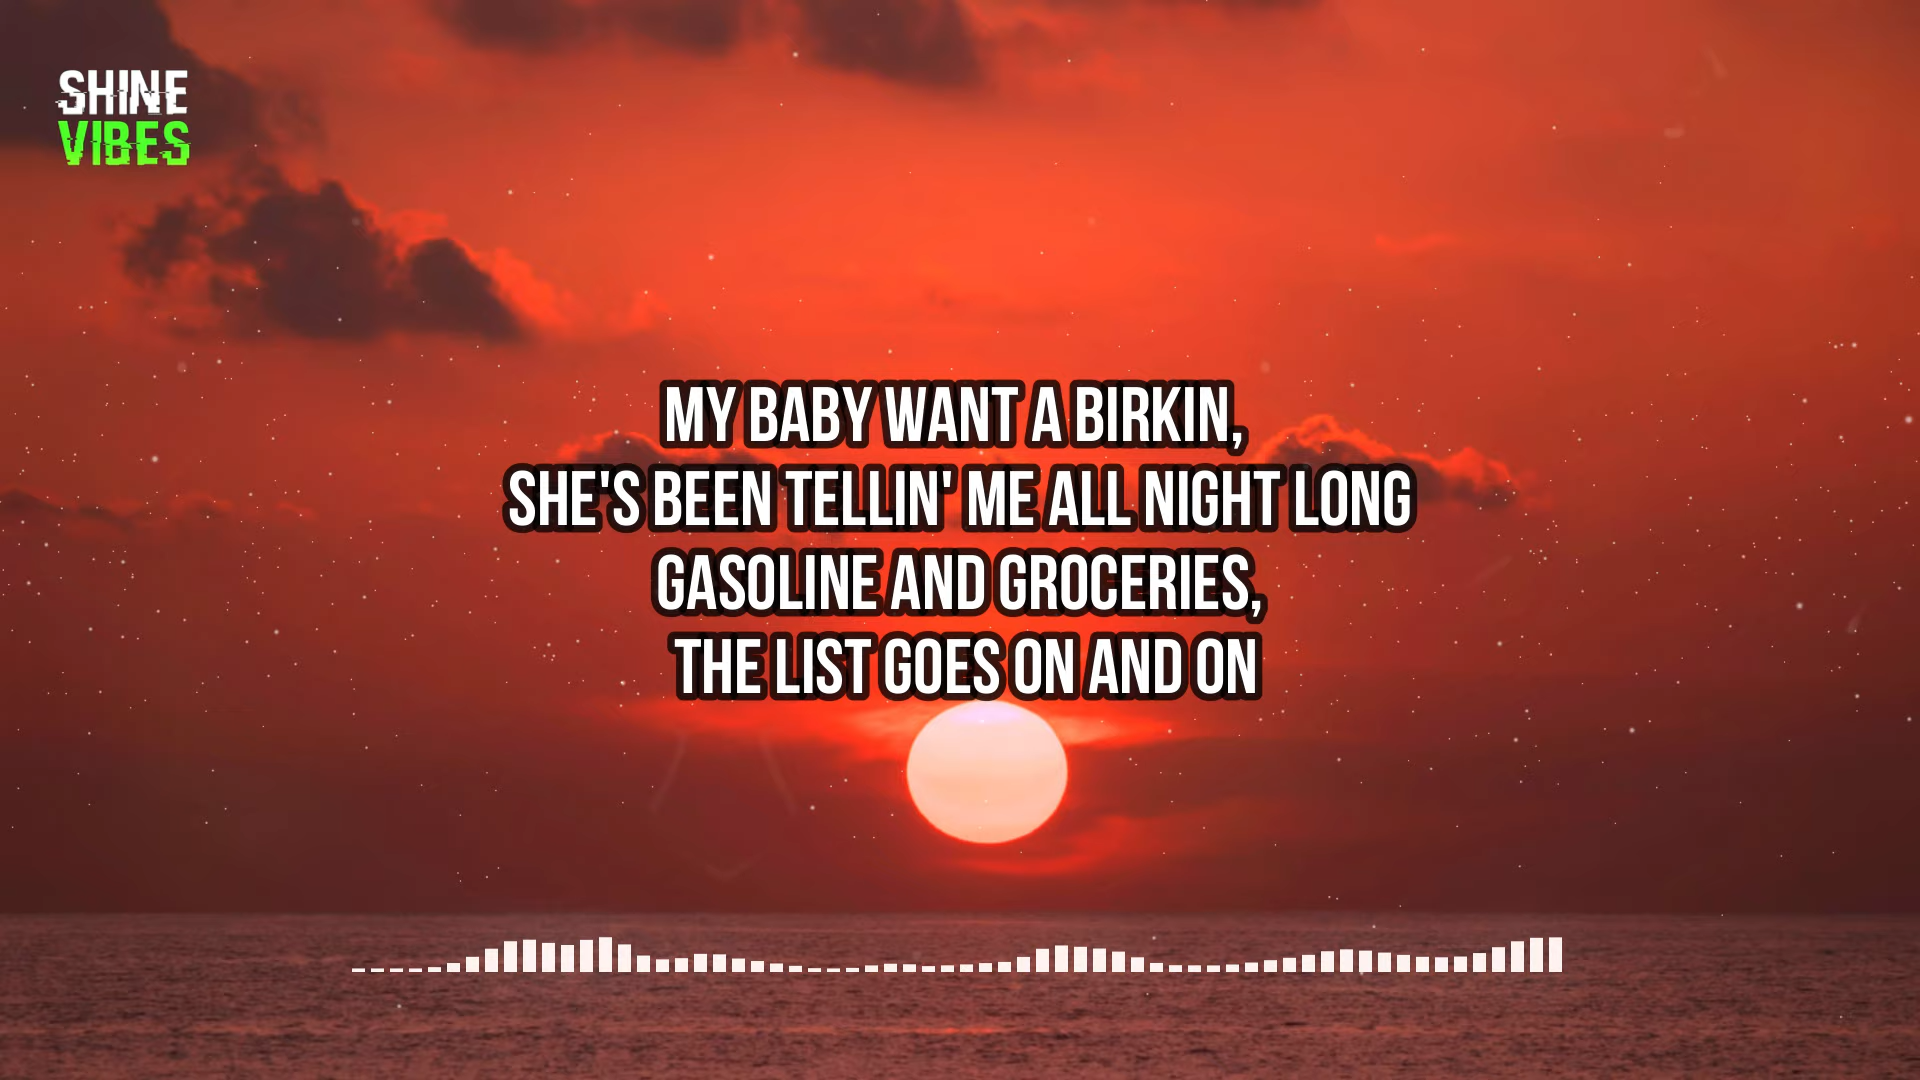 SHINE
VIBES
MY BABY WANT A BIRKIN,
SHE'S BEEN TELLIN' ME ALL NIGHT LONG
GASOLINE AND GROCERIES,
THE LIST GOES ON AND ON